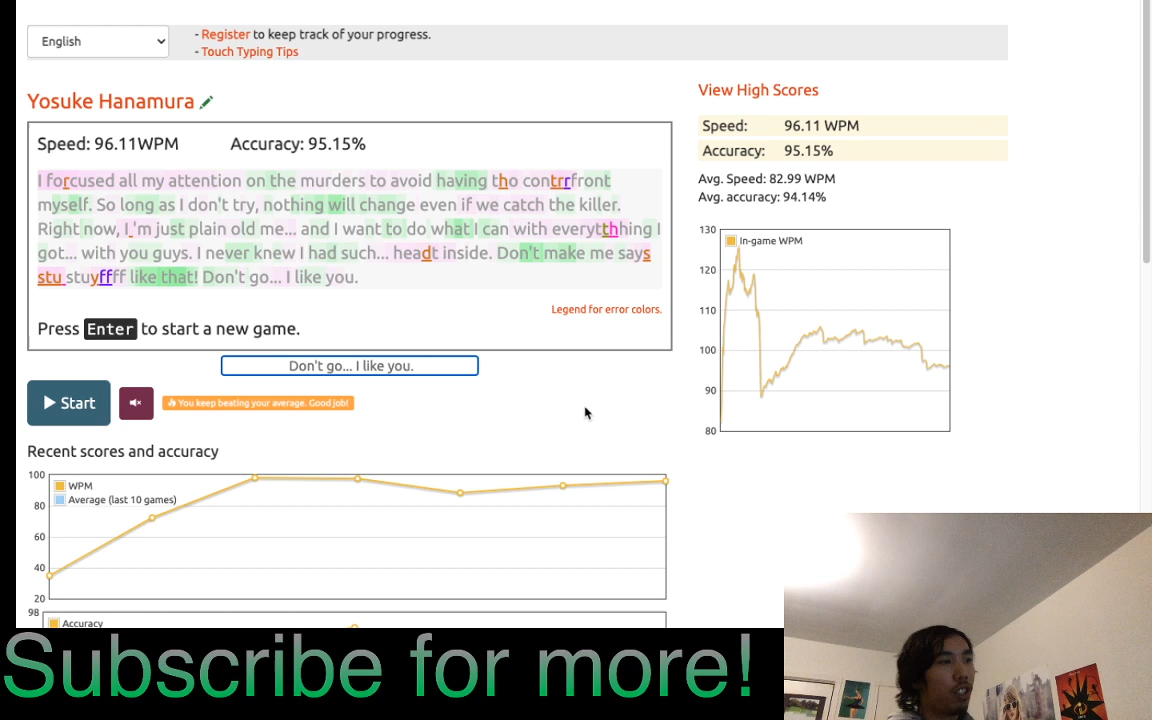 English
- Register to keep track of your progress.
- Touch Typing Tips
Yosuke Hanamura
Speed: 96.11WPM Accuracy: 95.15%
I forcused all my attention on the murders to avoid having tho contrrfront
myself. So long as I don't try, nothing will change even if we catch the killer.
Right now, I 'm just plain old me... and I want to do what I can with everytthhing I
got... with you guys. I never knew I had such... headt inside. Don't make me says
stu stuyffff like that! Don't go... I like you.
Legend for error colors.
Press Enter to start a new game.
Don't go... I like you.
Start
You keep beating your average. Good job!
Recent scores and accuracy
100
WPM
Average (last 10 games)
80
60
40
20
98
Accuracy
View High Scores
Speed: 96.11 WPM
Accuracy: 95.15%
Avg. Speed: 82.99 WPM
Avg. accuracy: 94.14%
130
In-game WPM
120
110
100
90
80
Subscribe for more!